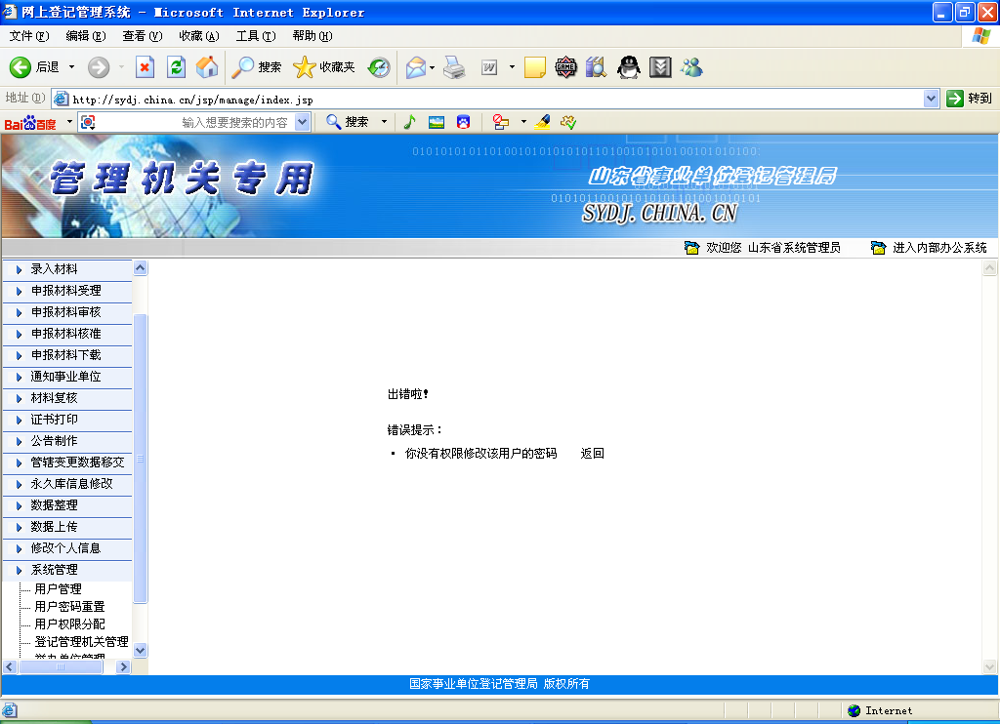 网上登记管理系统 - Microsoft Internet Explorer
文件(F) 编辑(E) 查看(V) 收藏(A) 工具(T) 帮助(H)
后退 搜索 收藏夹
地址(D) http://sydj.china.cn/jsp/manage/index.jsp 转到
Bai百度 输入想要搜索的内容 搜索
管理机关专用
山东省事业单位登记管理局
SYDJ.CHINA.CN
欢迎您 山东省系统管理员 进入内部办公系统
录入材料
申报材料受理
申报材料审核
申报材料核准
申报材料下载
通知事业单位
材料复核
证书打印
公告制作
管辖变更数据移交
永久库信息修改
数据整理
数据上传
修改个人信息
系统管理
用户管理
用户密码重置
用户权限分配
登记管理机关管理
举办单位管理
出错啦!
错误提示:
• 你没有权限修改该用户的密码 返回
国家事业单位登记管理局 版权所有
Internet